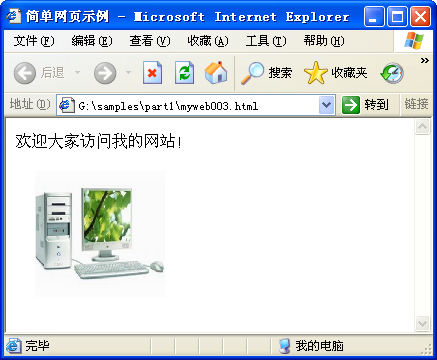 简单网页示例 - Microsoft Internet Explorer
文件(F) 编辑(E) 查看(V) 收藏(A) 工具(T) 帮助(H)
后退 搜索 收藏夹 »
地址(D) G:\samples\part1\myweb003.html 转到 链接
欢迎大家访问我的网站!
完毕 我的电脑